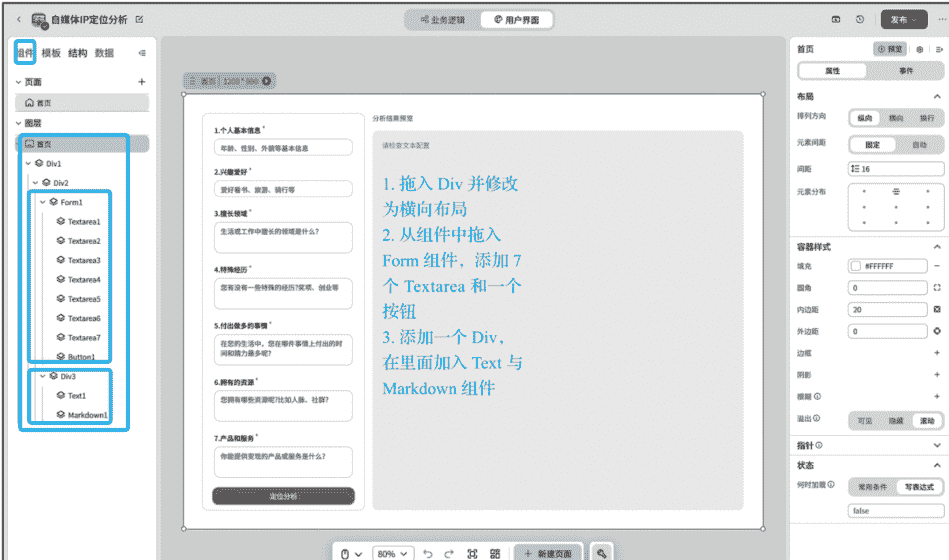 自媒体IP定位分析
业务逻辑
用户界面
发布
组件 模板 结构 数据
页面
首页
图层
首页
Div1
Div2
Form1
Textarea1
Textarea2
Textarea3
Textarea4
Textarea5
Textarea6
Textarea7
Button1
Div3
Text1
Markdown1
首页
1.个人基本信息*
年龄、性别、外貌等基本信息
2.兴趣爱好*
爱好看书、旅游、骑行等
3.擅长领域*
生活或工作中擅长的领域是什么?
4.特殊经历*
您有没有一些特殊的经历?奖项、创业等
5.付出做多的事情*
在您的生活中，您在哪件事情上付出的时
间和精力最多呢?
6.拥有的资源*
您拥有哪些资源呢?比如人脉、社群?
7.产品和服务*
你能提供变现的产品或服务是什么?
定位分析
分析结果预览
请检查文本配置
1. 拖入 Div 并修改
为横向布局
2. 从组件中拖入
Form 组件，添加 7
个 Textarea 和一个
按钮
3. 添加一个 Div，
在里面加入 Text 与
Markdown 组件
80%
新建页面
首页
预览
属性 事件
布局
排列方向 纵向 横向 换行
元素间距 固定 自动
间距 16
元素分布
容器样式
填充 #FFFFFF
圆角 0
内边距 20
外边距 0
边框
阴影
模糊
溢出 可见 隐藏 滚动
指针
状态
何时加载 常用条件 写表达式
false